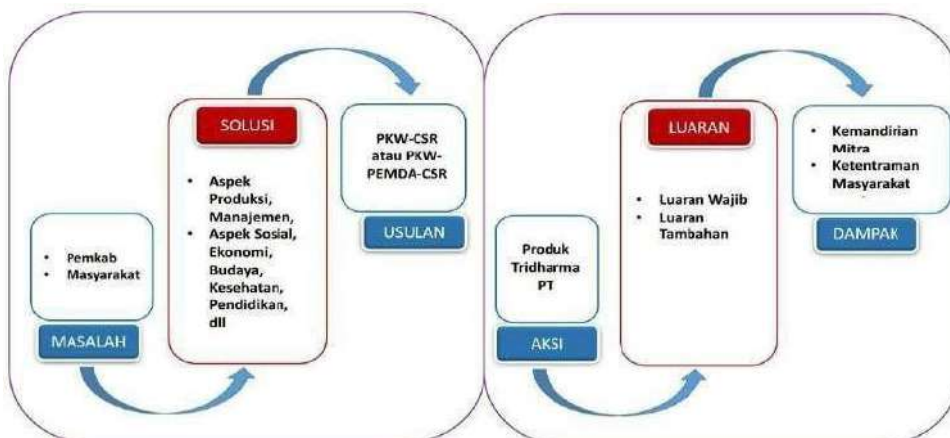 • Pemkab
• Masyarakat
MASALAH
SOLUSI
• Aspek
Produksi,
Manajemen,
• Aspek Sosial,
Ekonomi,
Budaya,
Kesehatan,
Pendidikan,
dll
PKW-CSR
atau PKW-
PEMDA-CSR
USULAN
Produk
Tridharma
PT
AKSI
LUARAN
• Luaran Wajib
• Luaran
Tambahan
• Kemandirian
Mitra
• Ketentraman
Masyarakat
DAMPAK